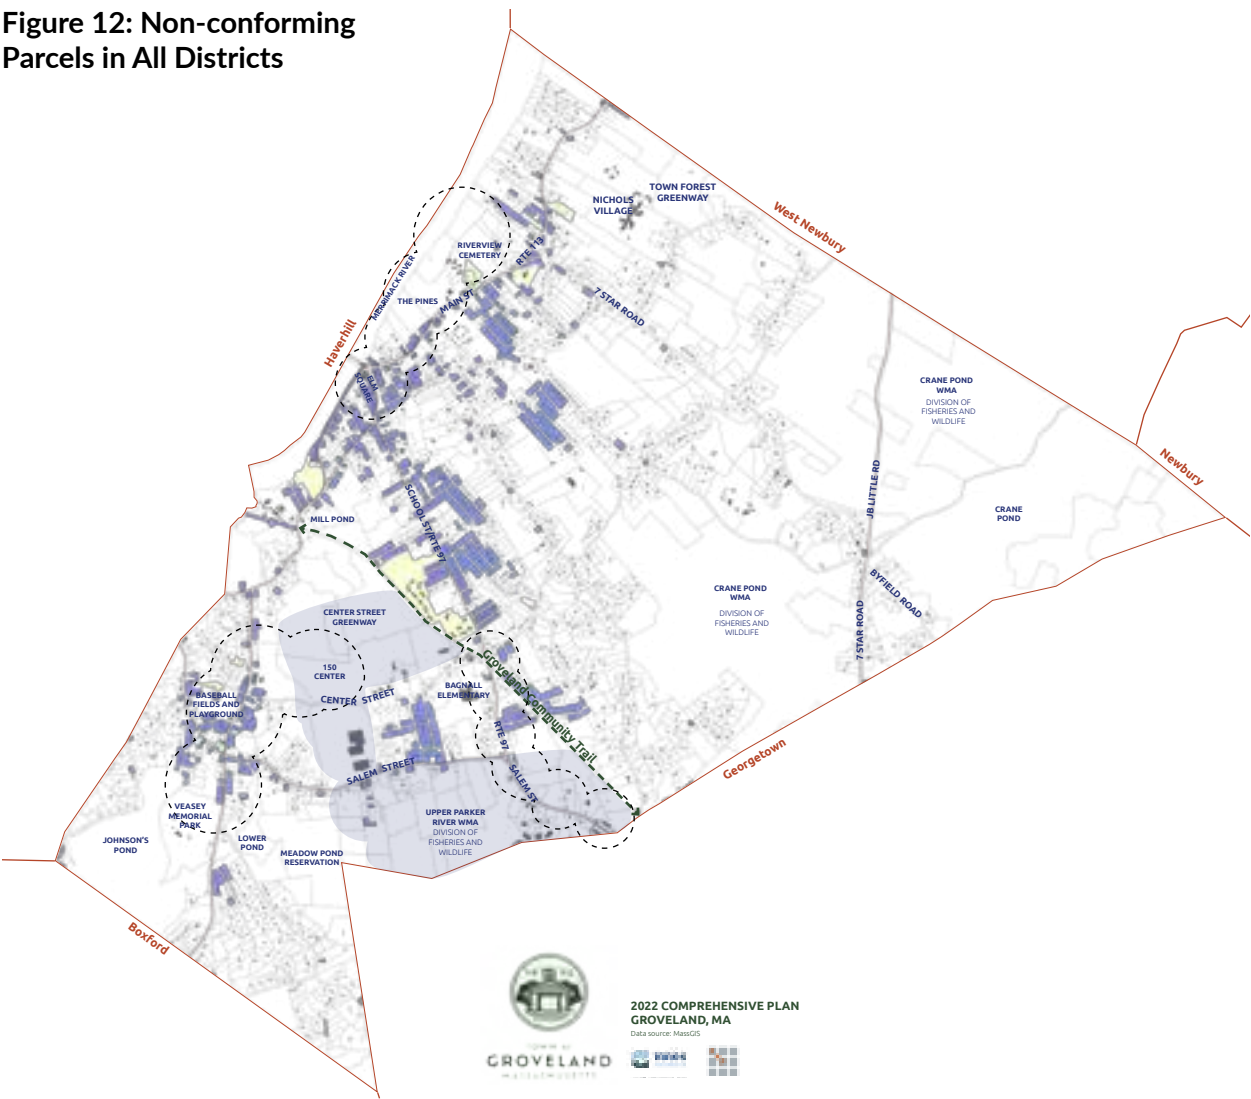 Figure 12: Non-conforming
Parcels in All Districts
TOWN FOREST
GREENWAY
NICHOLS
VILLAGE
West Newbury
RIVERVIEW
CEMETERY
RTE 113
MERRIMACK RIVER
THE PINES
MAIN ST
7 STAR ROAD
Haverhill
ELM
SQUARE
CRANE POND
WMA
DIVISION OF
FISHERIES AND
WILDLIFE
Newbury
JB LITTLE RD
SCHOOL ST/RTE 97
MILL POND
CRANE
POND
CRANE POND
WMA
DIVISION OF
FISHERIES AND
WILDLIFE
BYFIELD ROAD
7 STAR ROAD
CENTER STREET
GREENWAY
150
CENTER
CENTER STREET
BAGNALL
ELEMENTARY
Groveland Community Trail
BASEBALL
FIELDS AND
PLAYGROUND
RTE 97
SALEM STREET
SALEM ST
Georgetown
VEASEY
MEMORIAL
PARK
UPPER PARKER
RIVER WMA
DIVISION OF
FISHERIES AND
WILDLIFE
JOHNSON'S
POND
LOWER
POND
MEADOW POND
RESERVATION
Boxford
TOWN OF
GROVELAND
MASSACHUSETTS
2022 COMPREHENSIVE PLAN
GROVELAND, MA
Data source: MassGIS